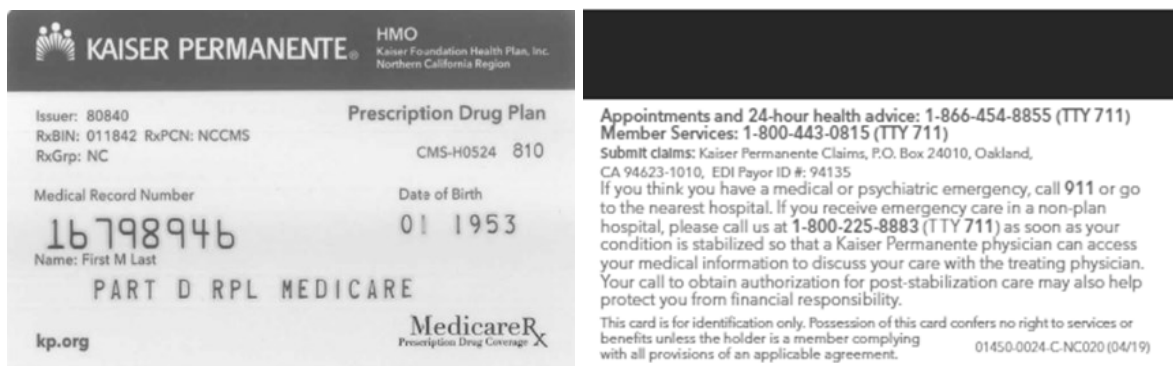 KAISER PERMANENTE®
HMO
Kaiser Foundation Health Plan, Inc.
Northern California Region
Issuer: 80840
RxBIN: 011842 RxPCN: NCCMS
RxGrp: NC
Prescription Drug Plan
CMS-H0524 810
Medical Record Number
Date of Birth
16798946
01 1953
Name: First M Last
PART D RPL MEDICARE
kp.org
MedicareRx
Prescription Drug Coverage
Appointments and 24-hour health advice: 1-866-454-8855 (TTY 711)
Member Services: 1-800-443-0815 (TTY 711)
Submit claims: Kaiser Permanente Claims, P.O. Box 24010, Oakland,
CA 94623-1010, EDI Payor ID #: 94135
If you think you have a medical or psychiatric emergency, call 911 or go
to the nearest hospital. If you receive emergency care in a non-plan
hospital, please call us at 1-800-225-8883 (TTY 711) as soon as your
condition is stabilized so that a Kaiser Permanente physician can access
your medical information to discuss your care with the treating physician.
Your call to obtain authorization for post-stabilization care may also help
protect you from financial responsibility.
This card is for identification only. Possession of this card confers no right to services or
benefits unless the holder is a member complying
with all provisions of an applicable agreement.
01450-0024-C-NC020 (04/19)